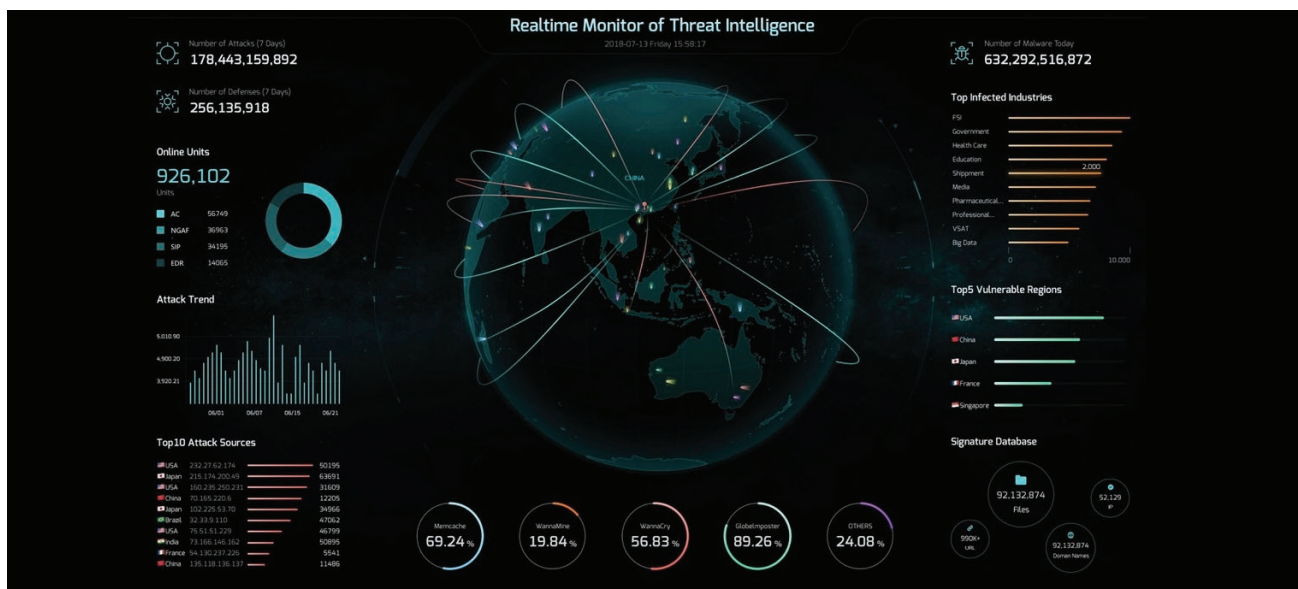 Realtime Monitor of Threat Intelligence
2018-07-13 Friday 15:58:17
Number of Attacks (7 Days)
178,443,159,892
Number of Defenses (7 Days)
256,135,918
Online Units
926,102
Units
AC 56749
NGAF 36963
SIP 34195
EDR 14065
Attack Trend
5,010.90
4,900.20
3,920.21
06/01 06/07 06/15 06/21
Top10 Attack Sources
USA 232.27.62.174 50195
Japan 215.174.200.49 63691
USA 160.235.250.231 31609
China 70.165.220.6 12205
Japan 102.225.53.70 34966
Brazil 32.33.9.110 47062
USA 75.51.51.229 46799
India 73.166.146.162 50895
France 54.130.237.226 5541
China 135.118.136.137 11486
CHINA
Memcache
69.24 %
WannaMine
19.84 %
WannaCry
56.83 %
GlobeImposter
89.26 %
OTHERS
24.08 %
Number of Malware Today
632,292,516,872
Top Infected Industries
FSI
Government
Health Care
Education
2,000
Shippment
Media
Pharmaceutical...
Professional...
VSAT
Big Data
0 10.000
Top5 Vulnerable Regions
USA
China
Japan
France
Singapore
Signature Database
92,132,874
Files
52,129
IP
990K+
URL
92,132,874
Doman Names